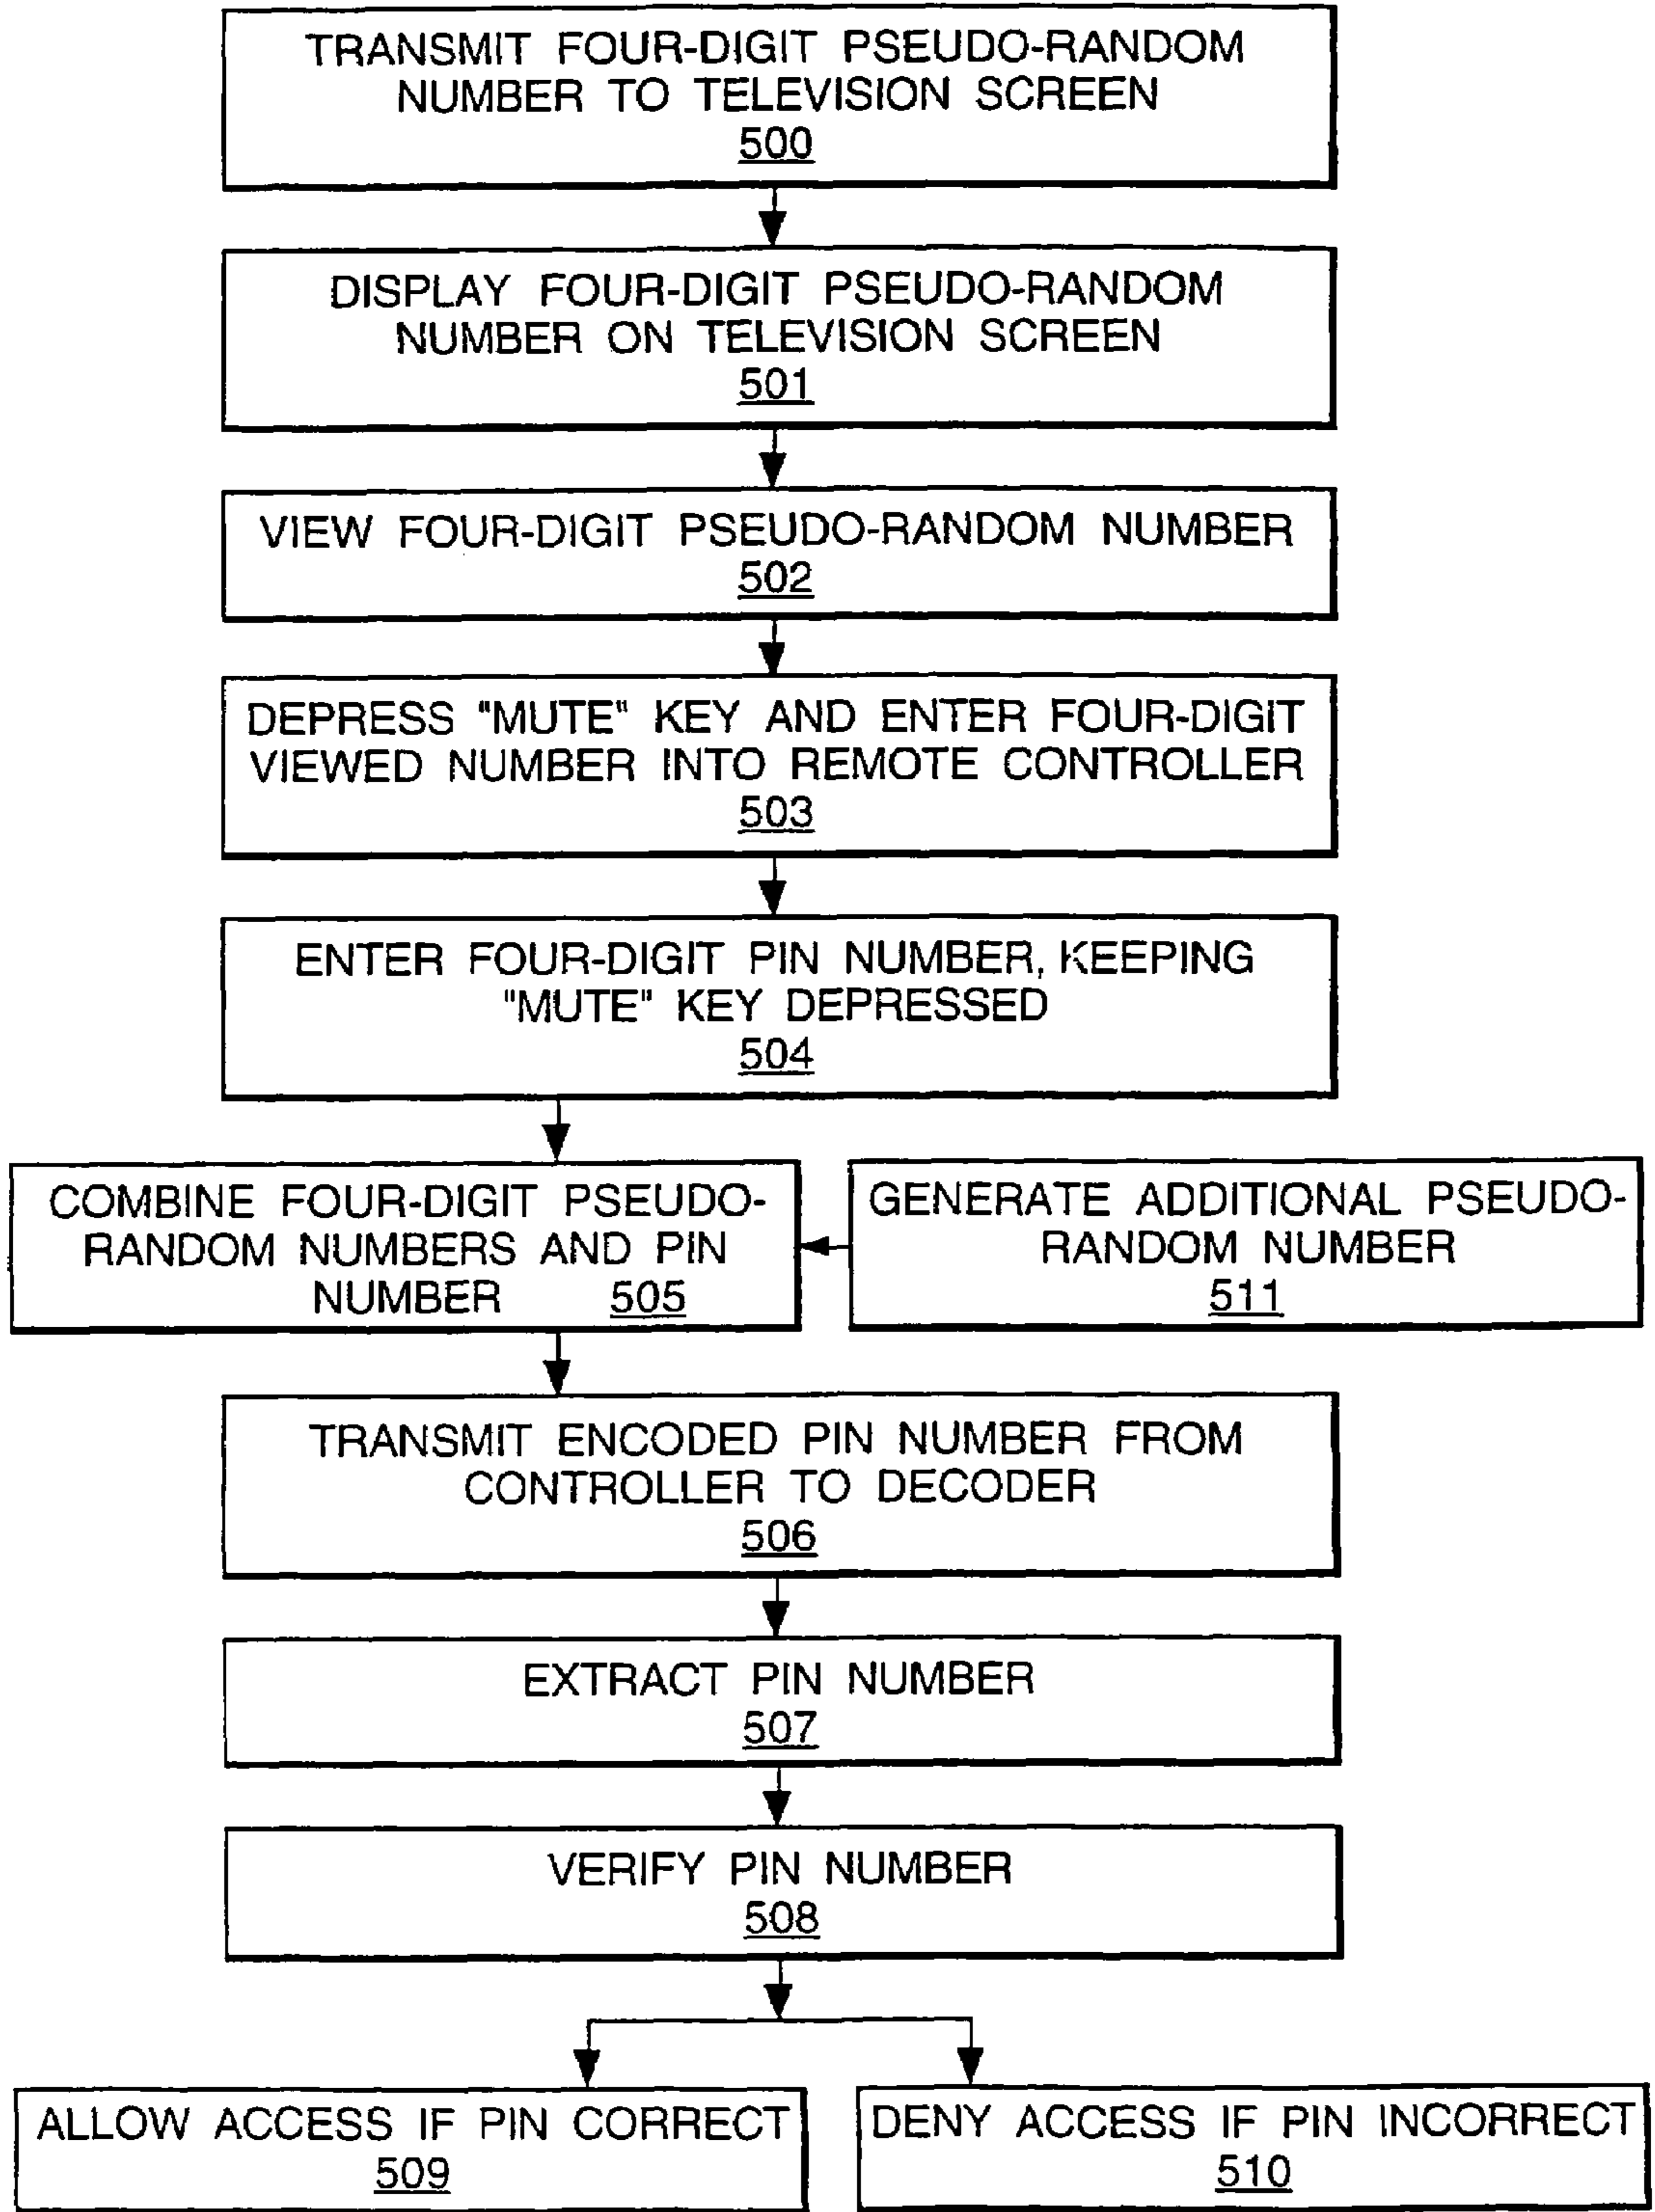 TRANSMIT FOUR-DIGIT PSEUDO-RANDOM
NUMBER TO TELEVISION SCREEN
500
DISPLAY FOUR-DIGIT PSEUDO-RANDOM
NUMBER ON TELEVISION SCREEN
501
VIEW FOUR-DIGIT PSEUDO-RANDOM NUMBER
502
DEPRESS "MUTE" KEY AND ENTER FOUR-DIGIT
VIEWED NUMBER INTO REMOTE CONTROLLER
503
ENTER FOUR-DIGIT PIN NUMBER, KEEPING
"MUTE" KEY DEPRESSED
504
COMBINE FOUR-DIGIT PSEUDO-
RANDOM NUMBERS AND PIN
NUMBER 505
GENERATE ADDITIONAL PSEUDO-
RANDOM NUMBER
511
TRANSMIT ENCODED PIN NUMBER FROM
CONTROLLER TO DECODER
506
EXTRACT PIN NUMBER
507
VERIFY PIN NUMBER
508
ALLOW ACCESS IF PIN CORRECT
509
DENY ACCESS IF PIN INCORRECT
510